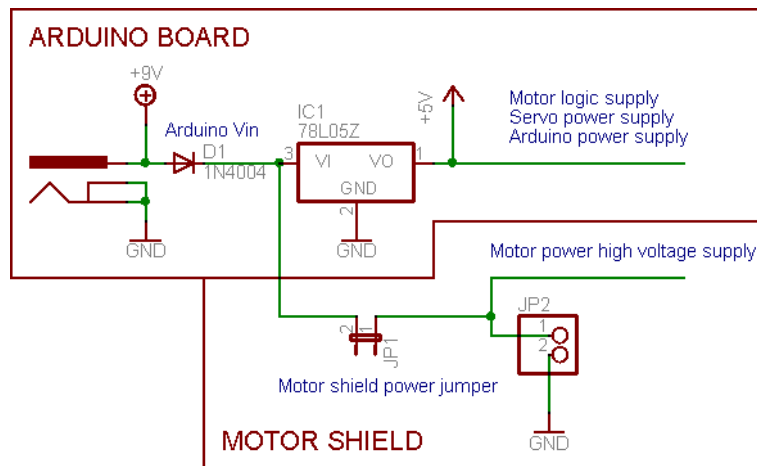 ARDUINO BOARD
+9V
Arduino Vin
D1
1N4004
IC1
78L05Z
3
VI
VO
1
GND
2
+5V
Motor logic supply
Servo power supply
Arduino power supply
GND
GND
Motor power high voltage supply
2
1
JP1
JP2
1
2
Motor shield power jumper
GND
MOTOR SHIELD